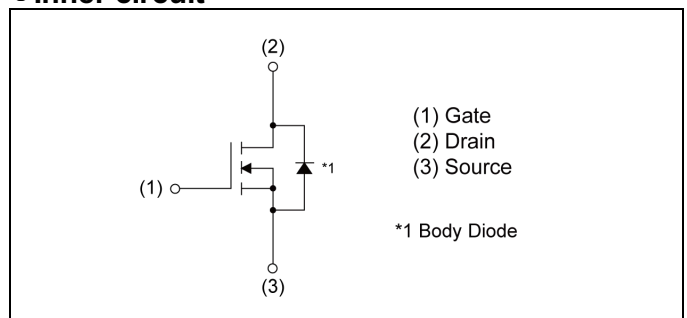 Inner circuit
(2)
(1) Gate
(2) Drain
(3) Source
*1
(1)
*1 Body Diode
(3)